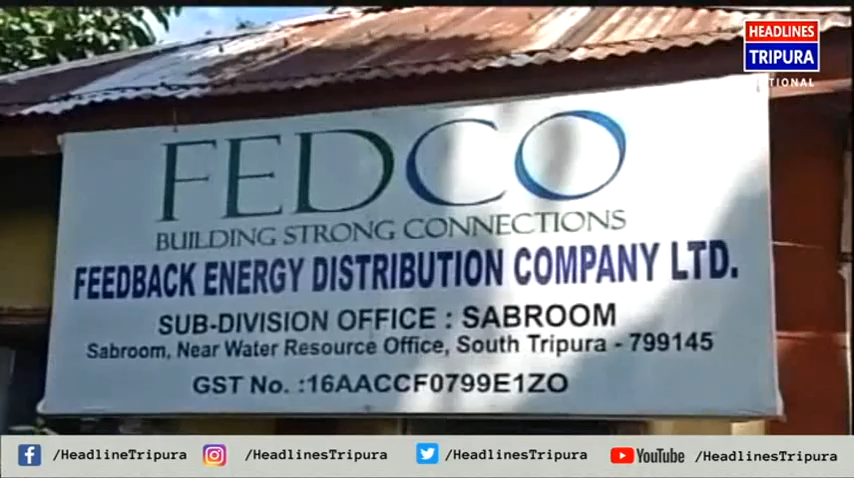 HEADLINES
TRIPURA
FEDCO
BUILDING STRONG CONNECTIONS
FEEDBACK ENERGY DISTRIBUTION COMPANY LTD.
SUB-DIVISION OFFICE : SABROOM
Sabroom, Near Water Resource Office, South Tripura - 799145
GST No. :16AACCF0799E1ZO
/HeadlineTripura /HeadlinesTripura /HeadlinesTripura YouTube /HeadlinesTripura